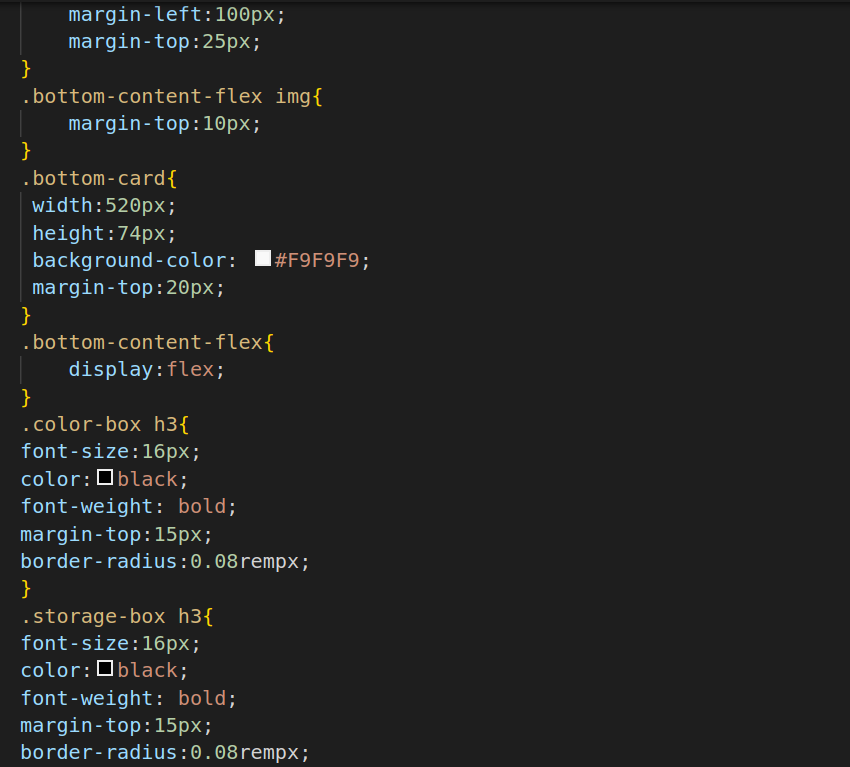 margin-left:100px;
margin-top:25px;
}
.bottom-content-flex img{
margin-top:10px;
}
.bottom-card{
width:520px;
height:74px;
background-color: #F9F9F9;
margin-top:20px;
}
.bottom-content-flex{
display:flex;
}
.color-box h3{
font-size:16px;
color:black;
font-weight: bold;
margin-top:15px;
border-radius:0.08rempx;
}
.storage-box h3{
font-size:16px;
color:black;
font-weight: bold;
margin-top:15px;
border-radius:0.08rempx;